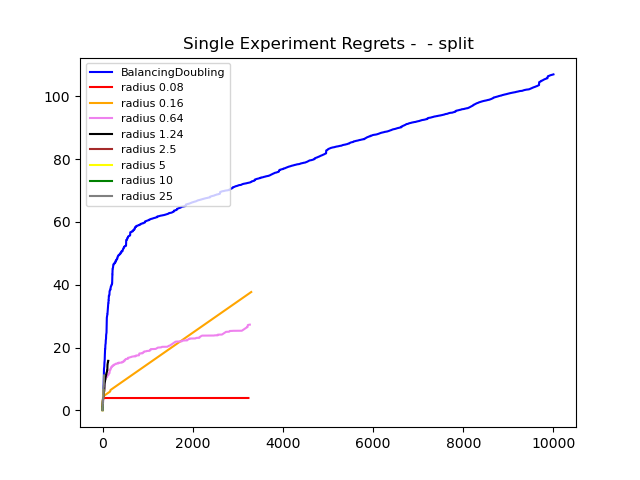 Single Experiment Regrets -  - split
BalancingDoubling
radius 0.08
radius 0.16
radius 0.64
radius 1.24
radius 2.5
radius 5
radius 10
radius 25
100
80
60
40
20
0
0 2000 4000 6000 8000 10000